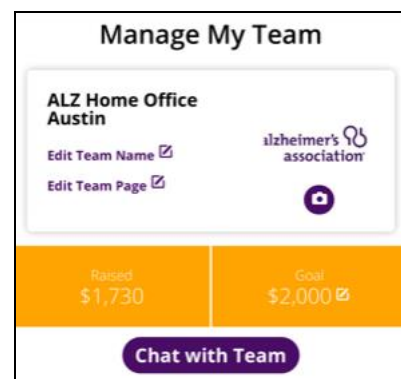 Manage My Team
ALZ Home Office
Austin
Edit Team Name
Edit Team Page
alzheimer's
association
Raised
$1,730
Goal
$2,000
Chat with Team